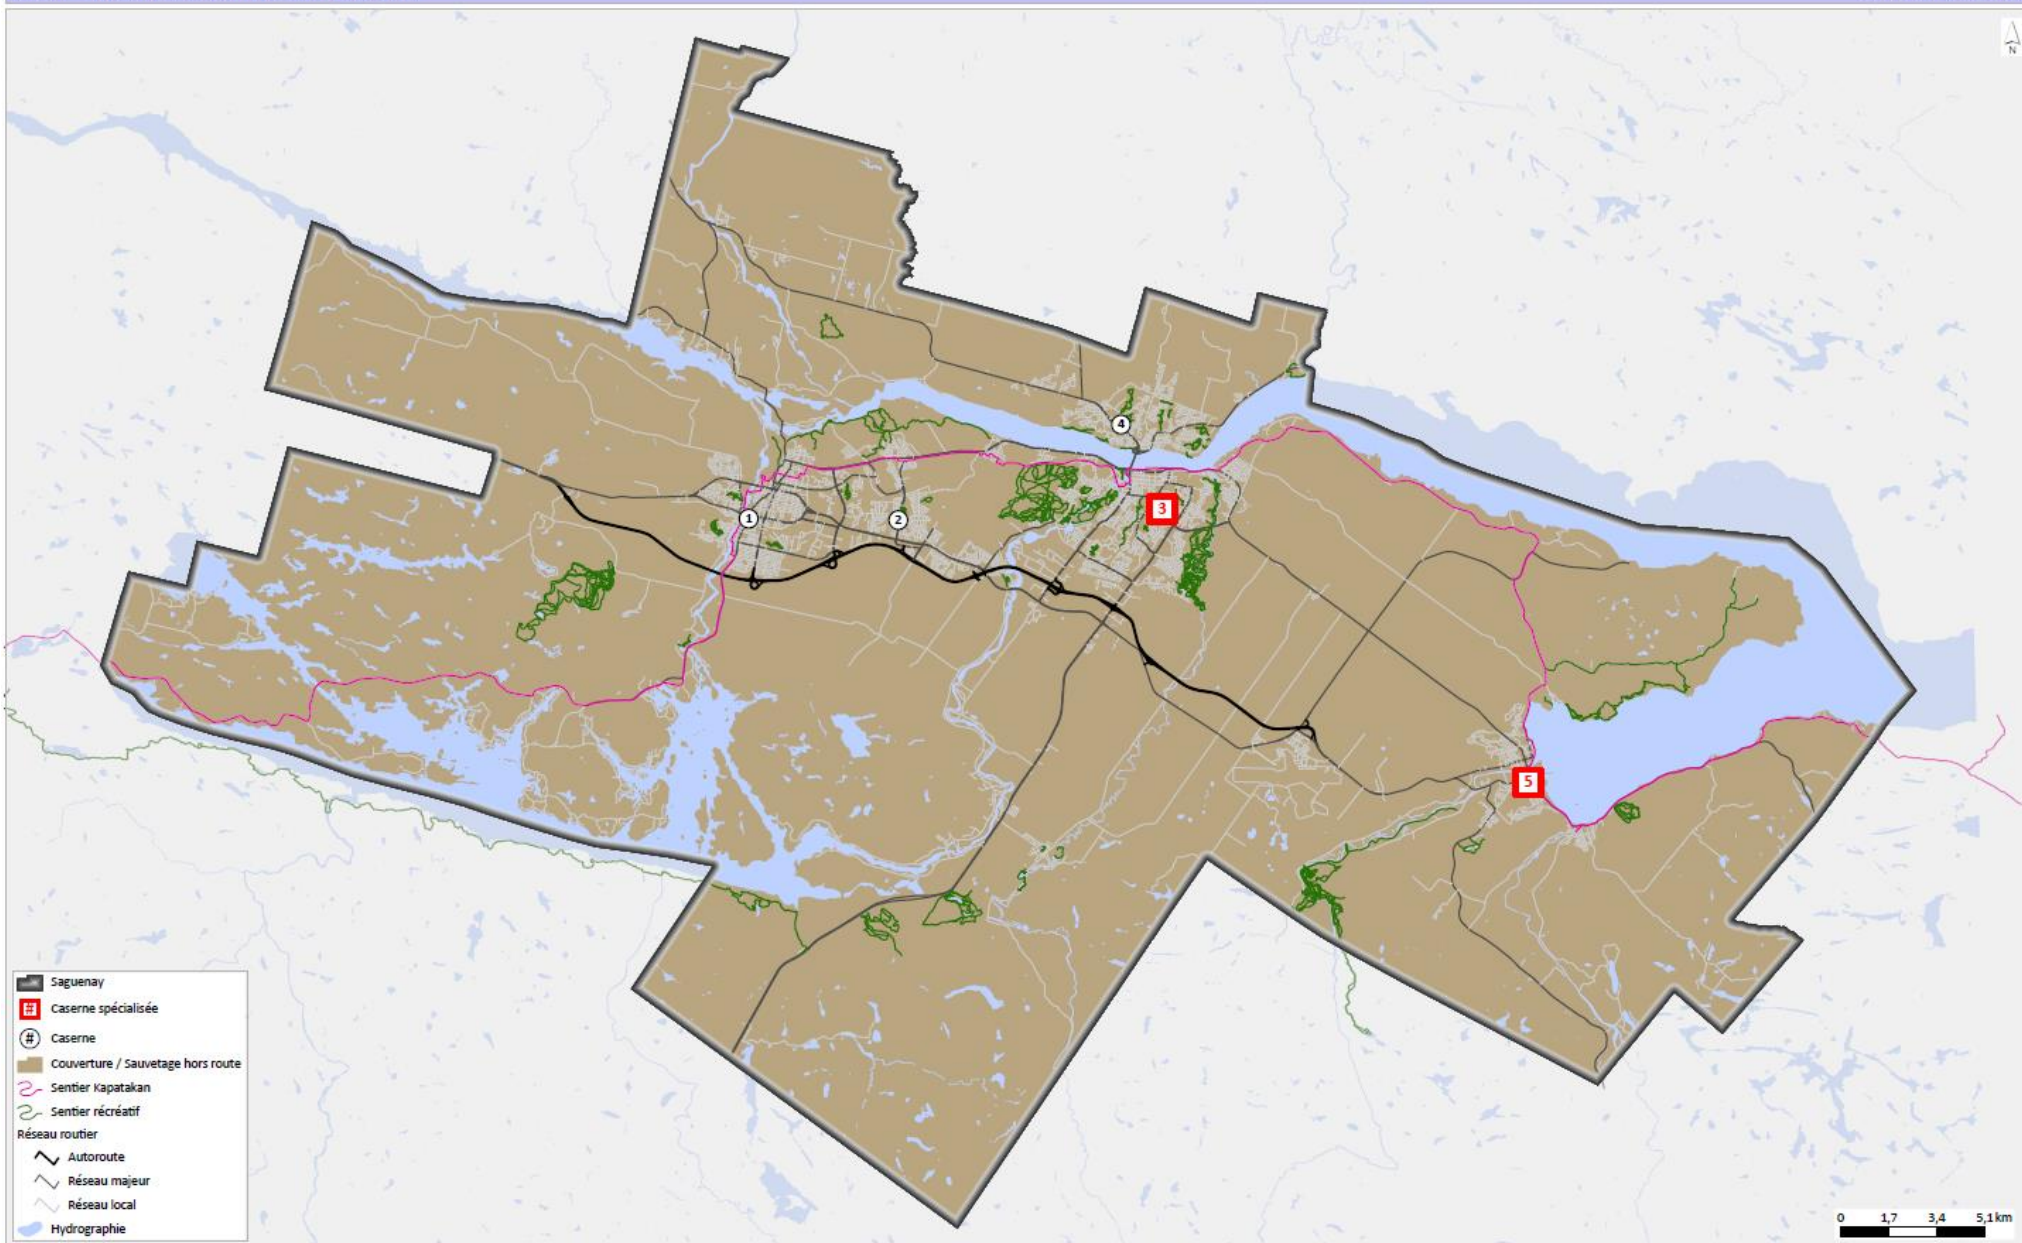 N
4
3
1
2
5
Saguenay
# Caserne spécialisée
# Caserne
Couverture / Sauvetage hors route
Sentier Kapatakan
Sentier récréatif
Réseau routier
Autoroute
Réseau majeur
Réseau local
Hydrographie
0 1,7 3,4 5,1 km